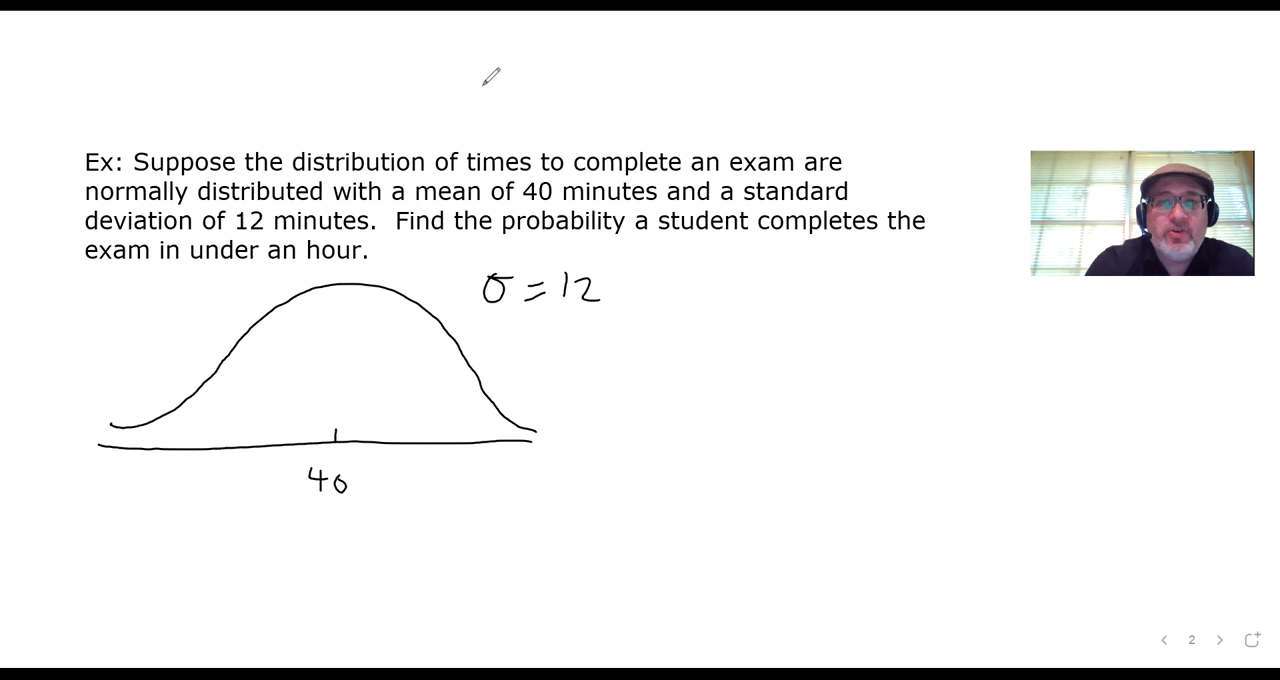 Ex: Suppose the distribution of times to complete an exam are
normally distributed with a mean of 40 minutes and a standard
deviation of 12 minutes.  Find the probability a student completes the
exam in under an hour.
σ = 12
40
2